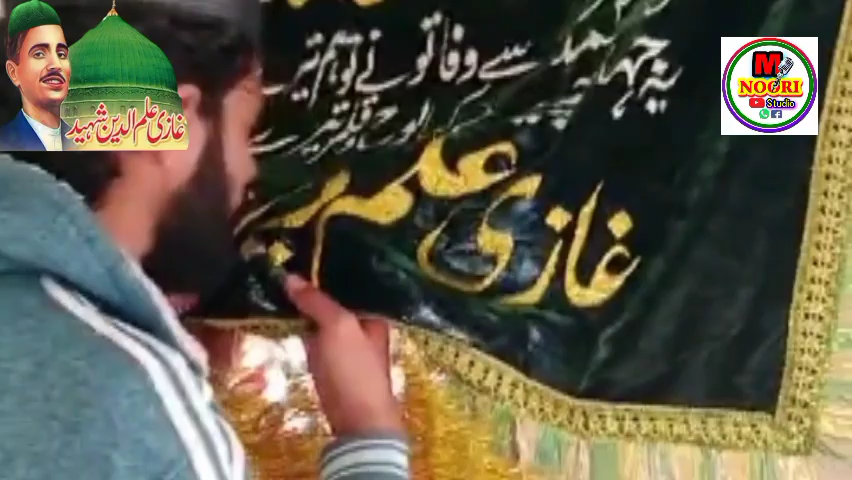 سے وفا تو نے تو ہم تیرے
یہ جہاں چیز ہے کیا لوح و قلم تیرے
غازی علم
غازی علم الدین شہید
M
NOORI
Studio